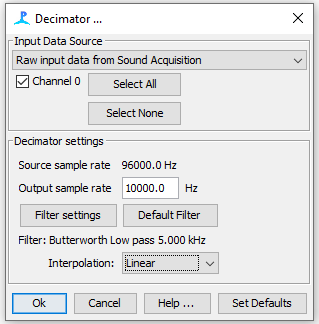 Decimator ...
Input Data Source
Raw input data from Sound Acquisition
Channel 0
Select All
Select None
Decimator settings
Source sample rate 96000.0 Hz
Output sample rate 10000.0 Hz
Filter settings Default Filter
Filter: Butterworth Low pass 5.000 kHz
Interpolation: Linear
Ok Cancel Help ... Set Defaults